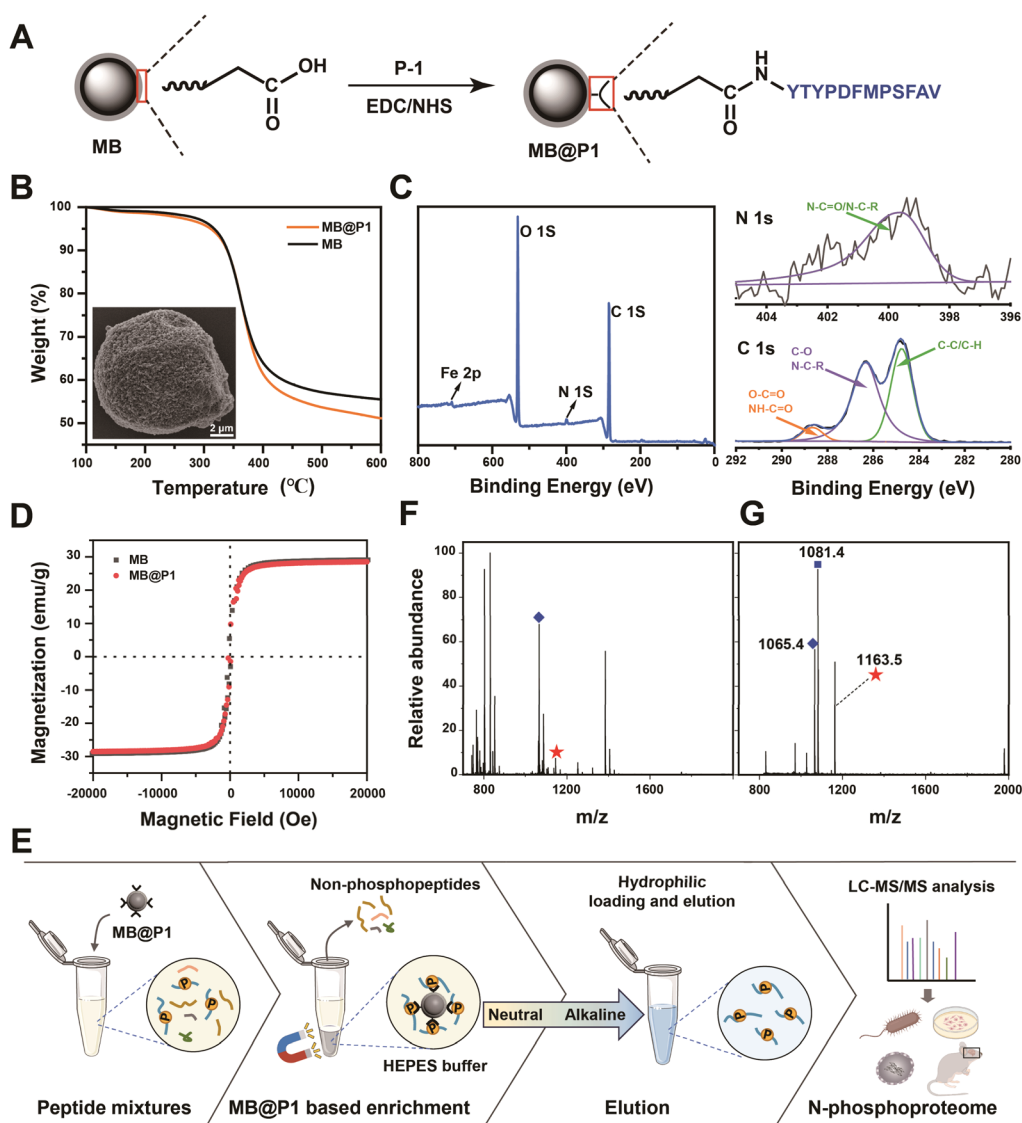 A
OH
O
MB
P-1
EDC/NHS
MB@P1
H
N
O
YTYPDFMPSFAV
B
Weight (%)
100
90
80
70
60
50
MB@P1
MB
2 μm
100 200 300 400 500 600
Temperature (℃)
C
O 1S
C 1S
Fe 2p
N 1S
800 600 400 200 0
Binding Energy (eV)
N 1s
N-C=O/N-C-R
404 402 400 398 396
C 1s
C-O
N-C-R
C-C/C-H
O-C=O
NH-C=O
292 288 286 284 282 280
Binding Energy (eV)
D
Magnetization (emu/g)
30
20
10
0
-10
-20
-30
MB
MB@P1
-20000 -10000 0 10000 20000
Magnetic Field (Oe)
F
Relative abundance
100
80
60
40
20
0
800 1200 1600
m/z
G
1081.4
1065.4
1163.5
800 1200 1600 2000
m/z
E
MB@P1
P
P
P
Peptide mixtures
Non-phosphopeptides
P
P
P
P
HEPES buffer
MB@P1 based enrichment
Neutral Alkaline
Hydrophilic
loading and elution
P
P
P
P
Elution
LC-MS/MS analysis
N-phosphoproteome